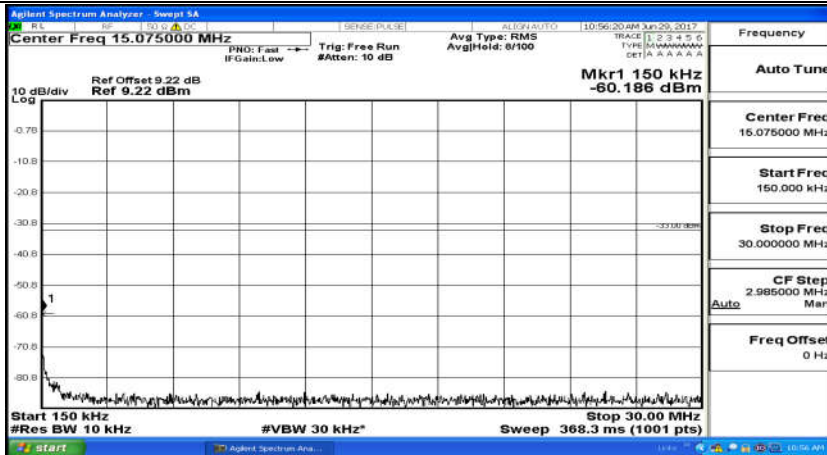 Agilent Spectrum Analyzer - Swept SA
RL RF 50 Ω DC SENSE:PULSE ALIGN AUTO 10:56:20 AM Jun 29, 2017
Center Freq 15.075000 MHz
PNO: Fast
IFGain:Low
Trig: Free Run
#Atten: 10 dB
Avg Type: RMS
Avg|Hold: 8/100
TRACE 1 2 3 4 5 6
TYPE M
DET A A A A A A
Ref Offset 9.22 dB
Ref 9.22 dBm
Mkr1 150 kHz
-60.186 dBm
10 dB/div
Log
-0.78
-10.8
-20.8
-30.8
-33.00 dBm
-40.8
-50.8
1
-60.8
-70.8
-80.8
Start 150 kHz
Stop 30.00 MHz
#Res BW 10 kHz
#VBW 30 kHz*
Sweep 368.3 ms (1001 pts)
Frequency
Auto Tune
Center Freq
15.075000 MHz
Start Freq
150.000 kHz
Stop Freq
30.000000 MHz
CF Step
2.985000 MHz
Auto Man
Freq Offset
0 Hz
start
Agilent Spectrum Ana...
10:56 AM